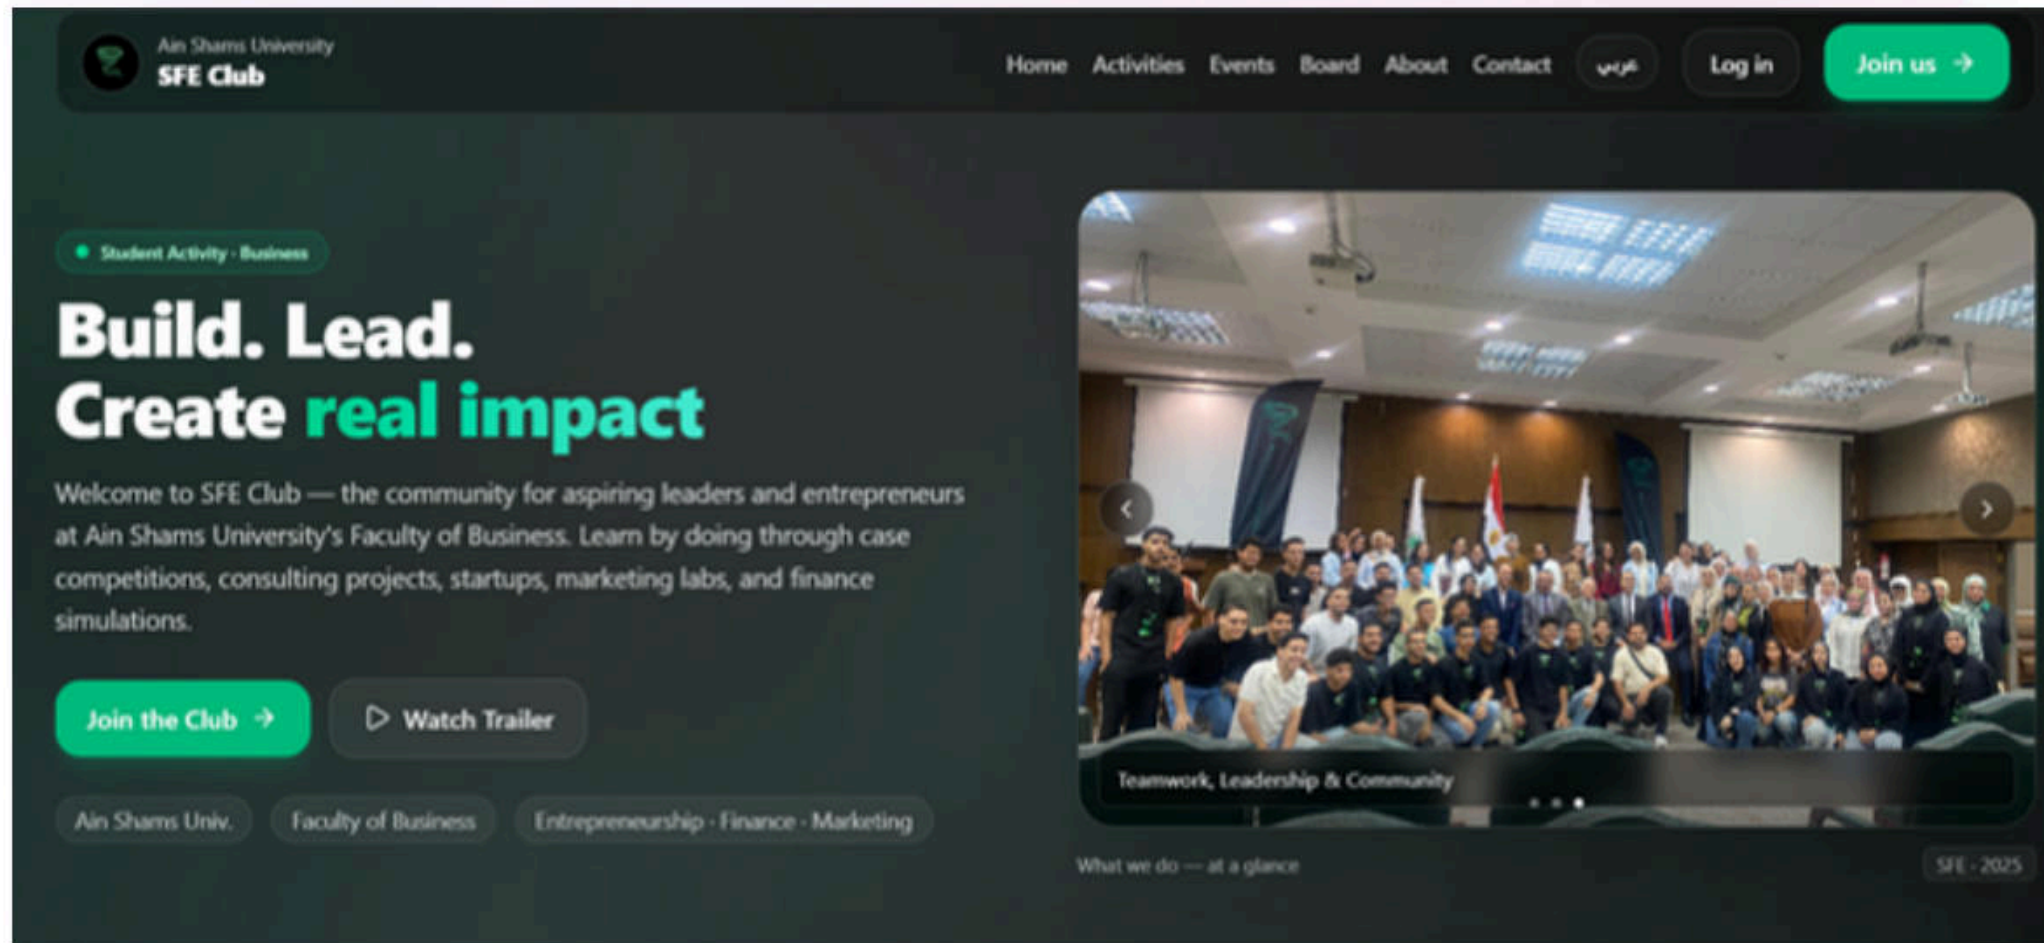 Ain Shams University
SFE Club
Home Activities Events Board About Contact عربي Log in Join us →
Student Activity · Business
Build. Lead.
Create real impact
Welcome to SFE Club — the community for aspiring leaders and entrepreneurs
at Ain Shams University's Faculty of Business. Learn by doing through case
competitions, consulting projects, startups, marketing labs, and finance
simulations.
Join the Club →
Watch Trailer
Ain Shams Univ.
Faculty of Business
Entrepreneurship · Finance · Marketing
Teamwork, Leadership & Community
What we do — at a glance
SFE · 2025